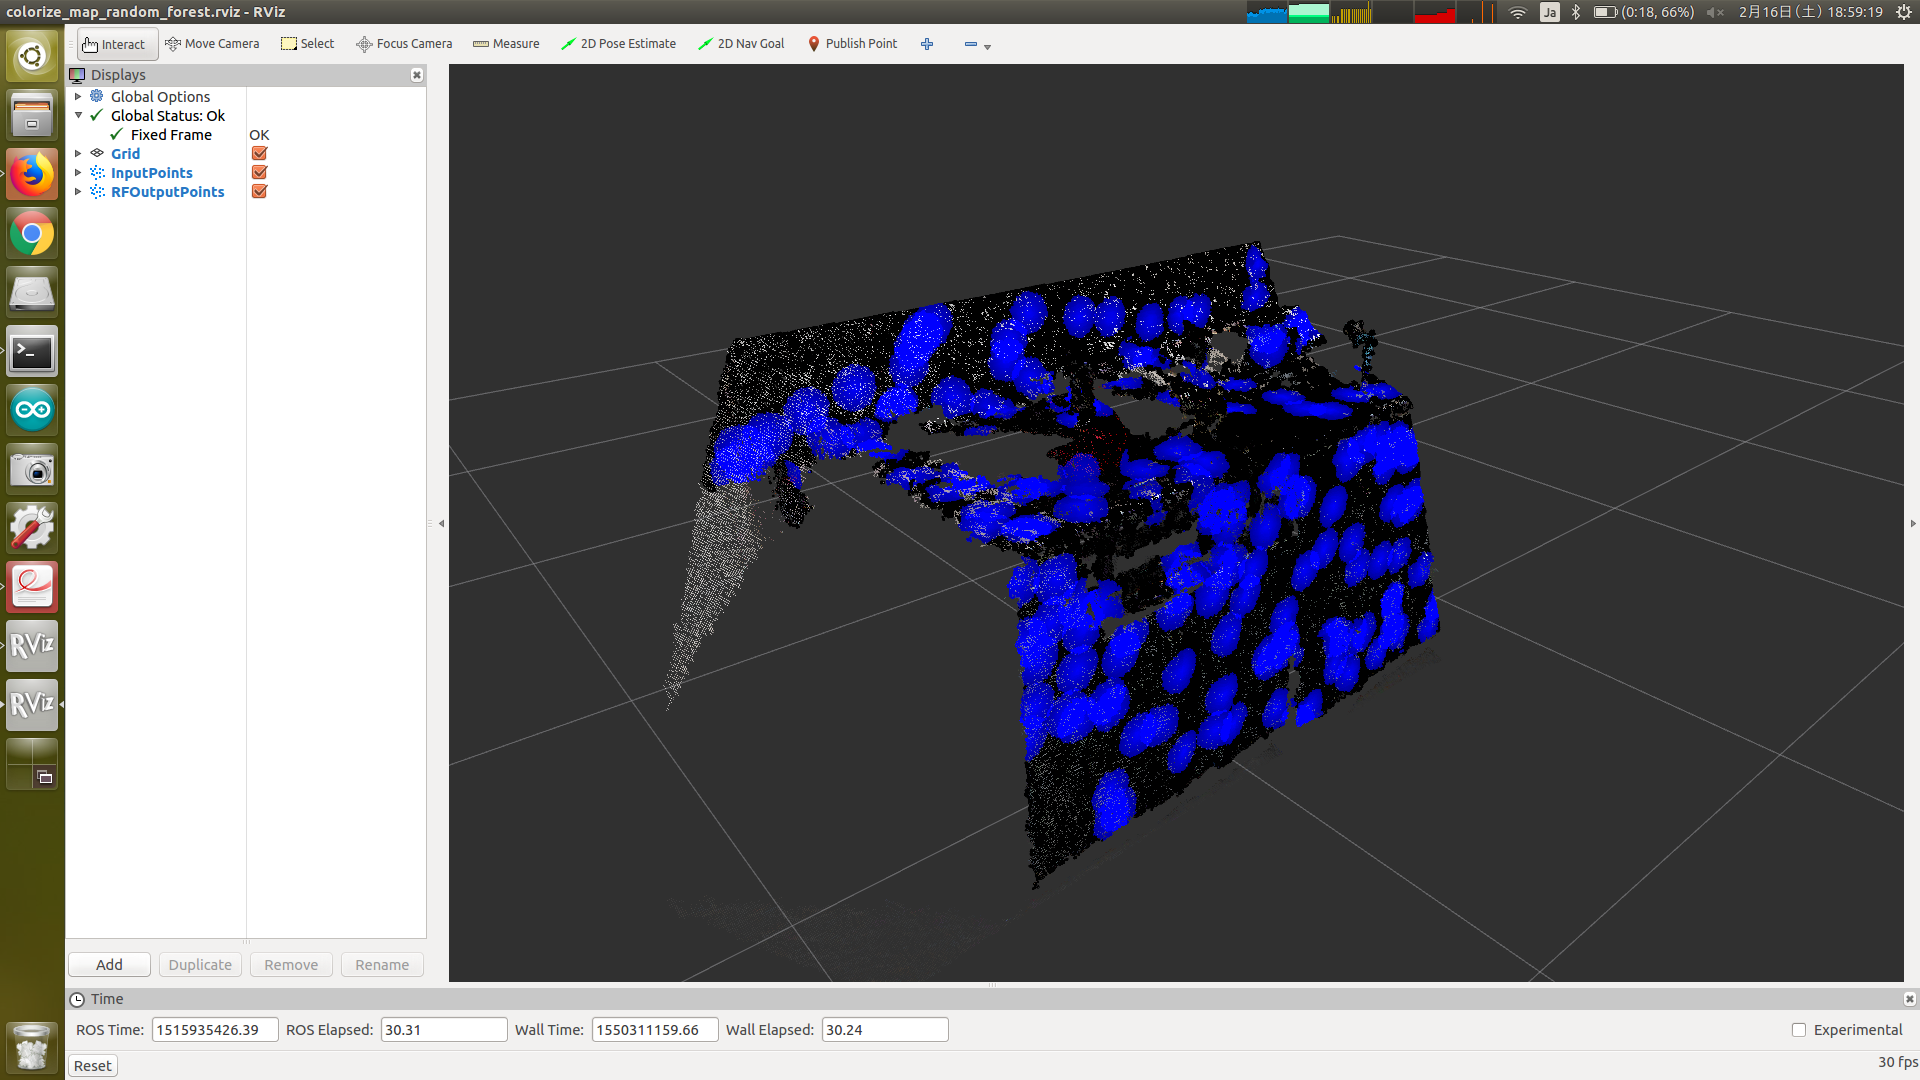 colorize_map_random_forest.rviz - RViz
Ja
(0:18, 66%)
2月16日(土) 18:59:19
Interact
Move Camera
Select
Focus Camera
Measure
2D Pose Estimate
2D Nav Goal
Publish Point
Displays
Global Options
Global Status: Ok
Fixed Frame
OK
Grid
InputPoints
RFOutputPoints
RViz
RViz
Add
Duplicate
Remove
Rename
Time
ROS Time:
1515935426.39
ROS Elapsed:
30.31
Wall Time:
1550311159.66
Wall Elapsed:
30.24
Experimental
Reset
30 fps